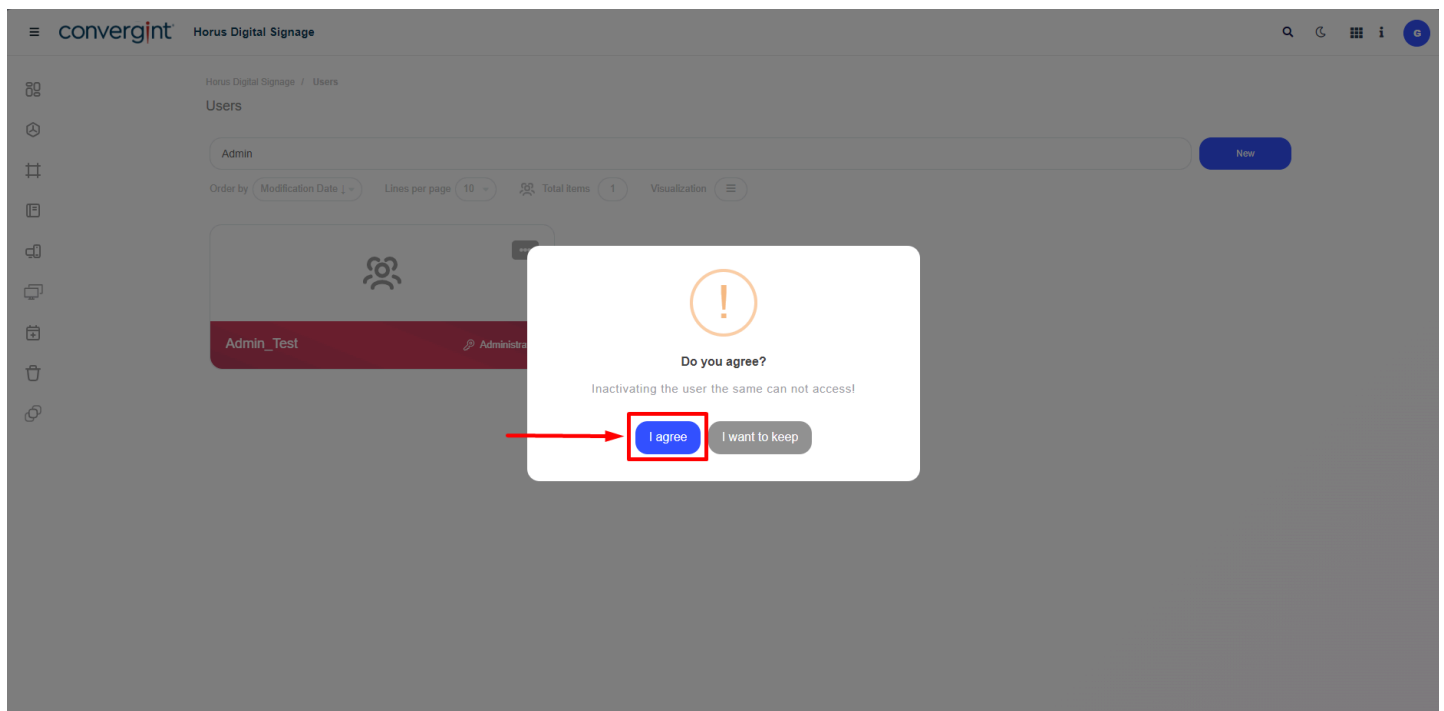 convergint Horus Digital Signage
G
Horus Digital Signage / Users
Users
Admin
New
Order by Modification Date ↓ Lines per page 10 Total items 1 Visualization
Admin_Test
Do you agree?
Inactivating the user the same can not access!
I agree I want to keep